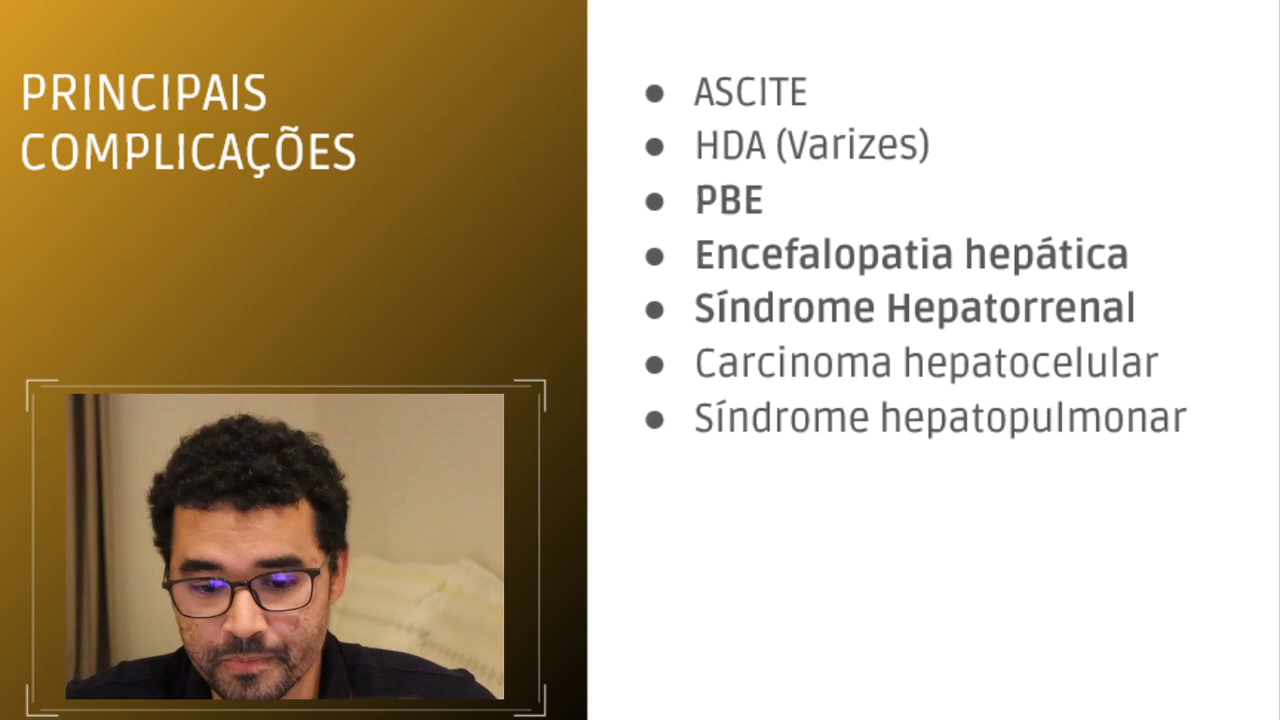 PRINCIPAIS
COMPLICAÇÕES
ASCITE
HDA (Varizes)
PBE
Encefalopatia hepática
Síndrome Hepatorrenal
Carcinoma hepatocelular
Síndrome hepatopulmonar